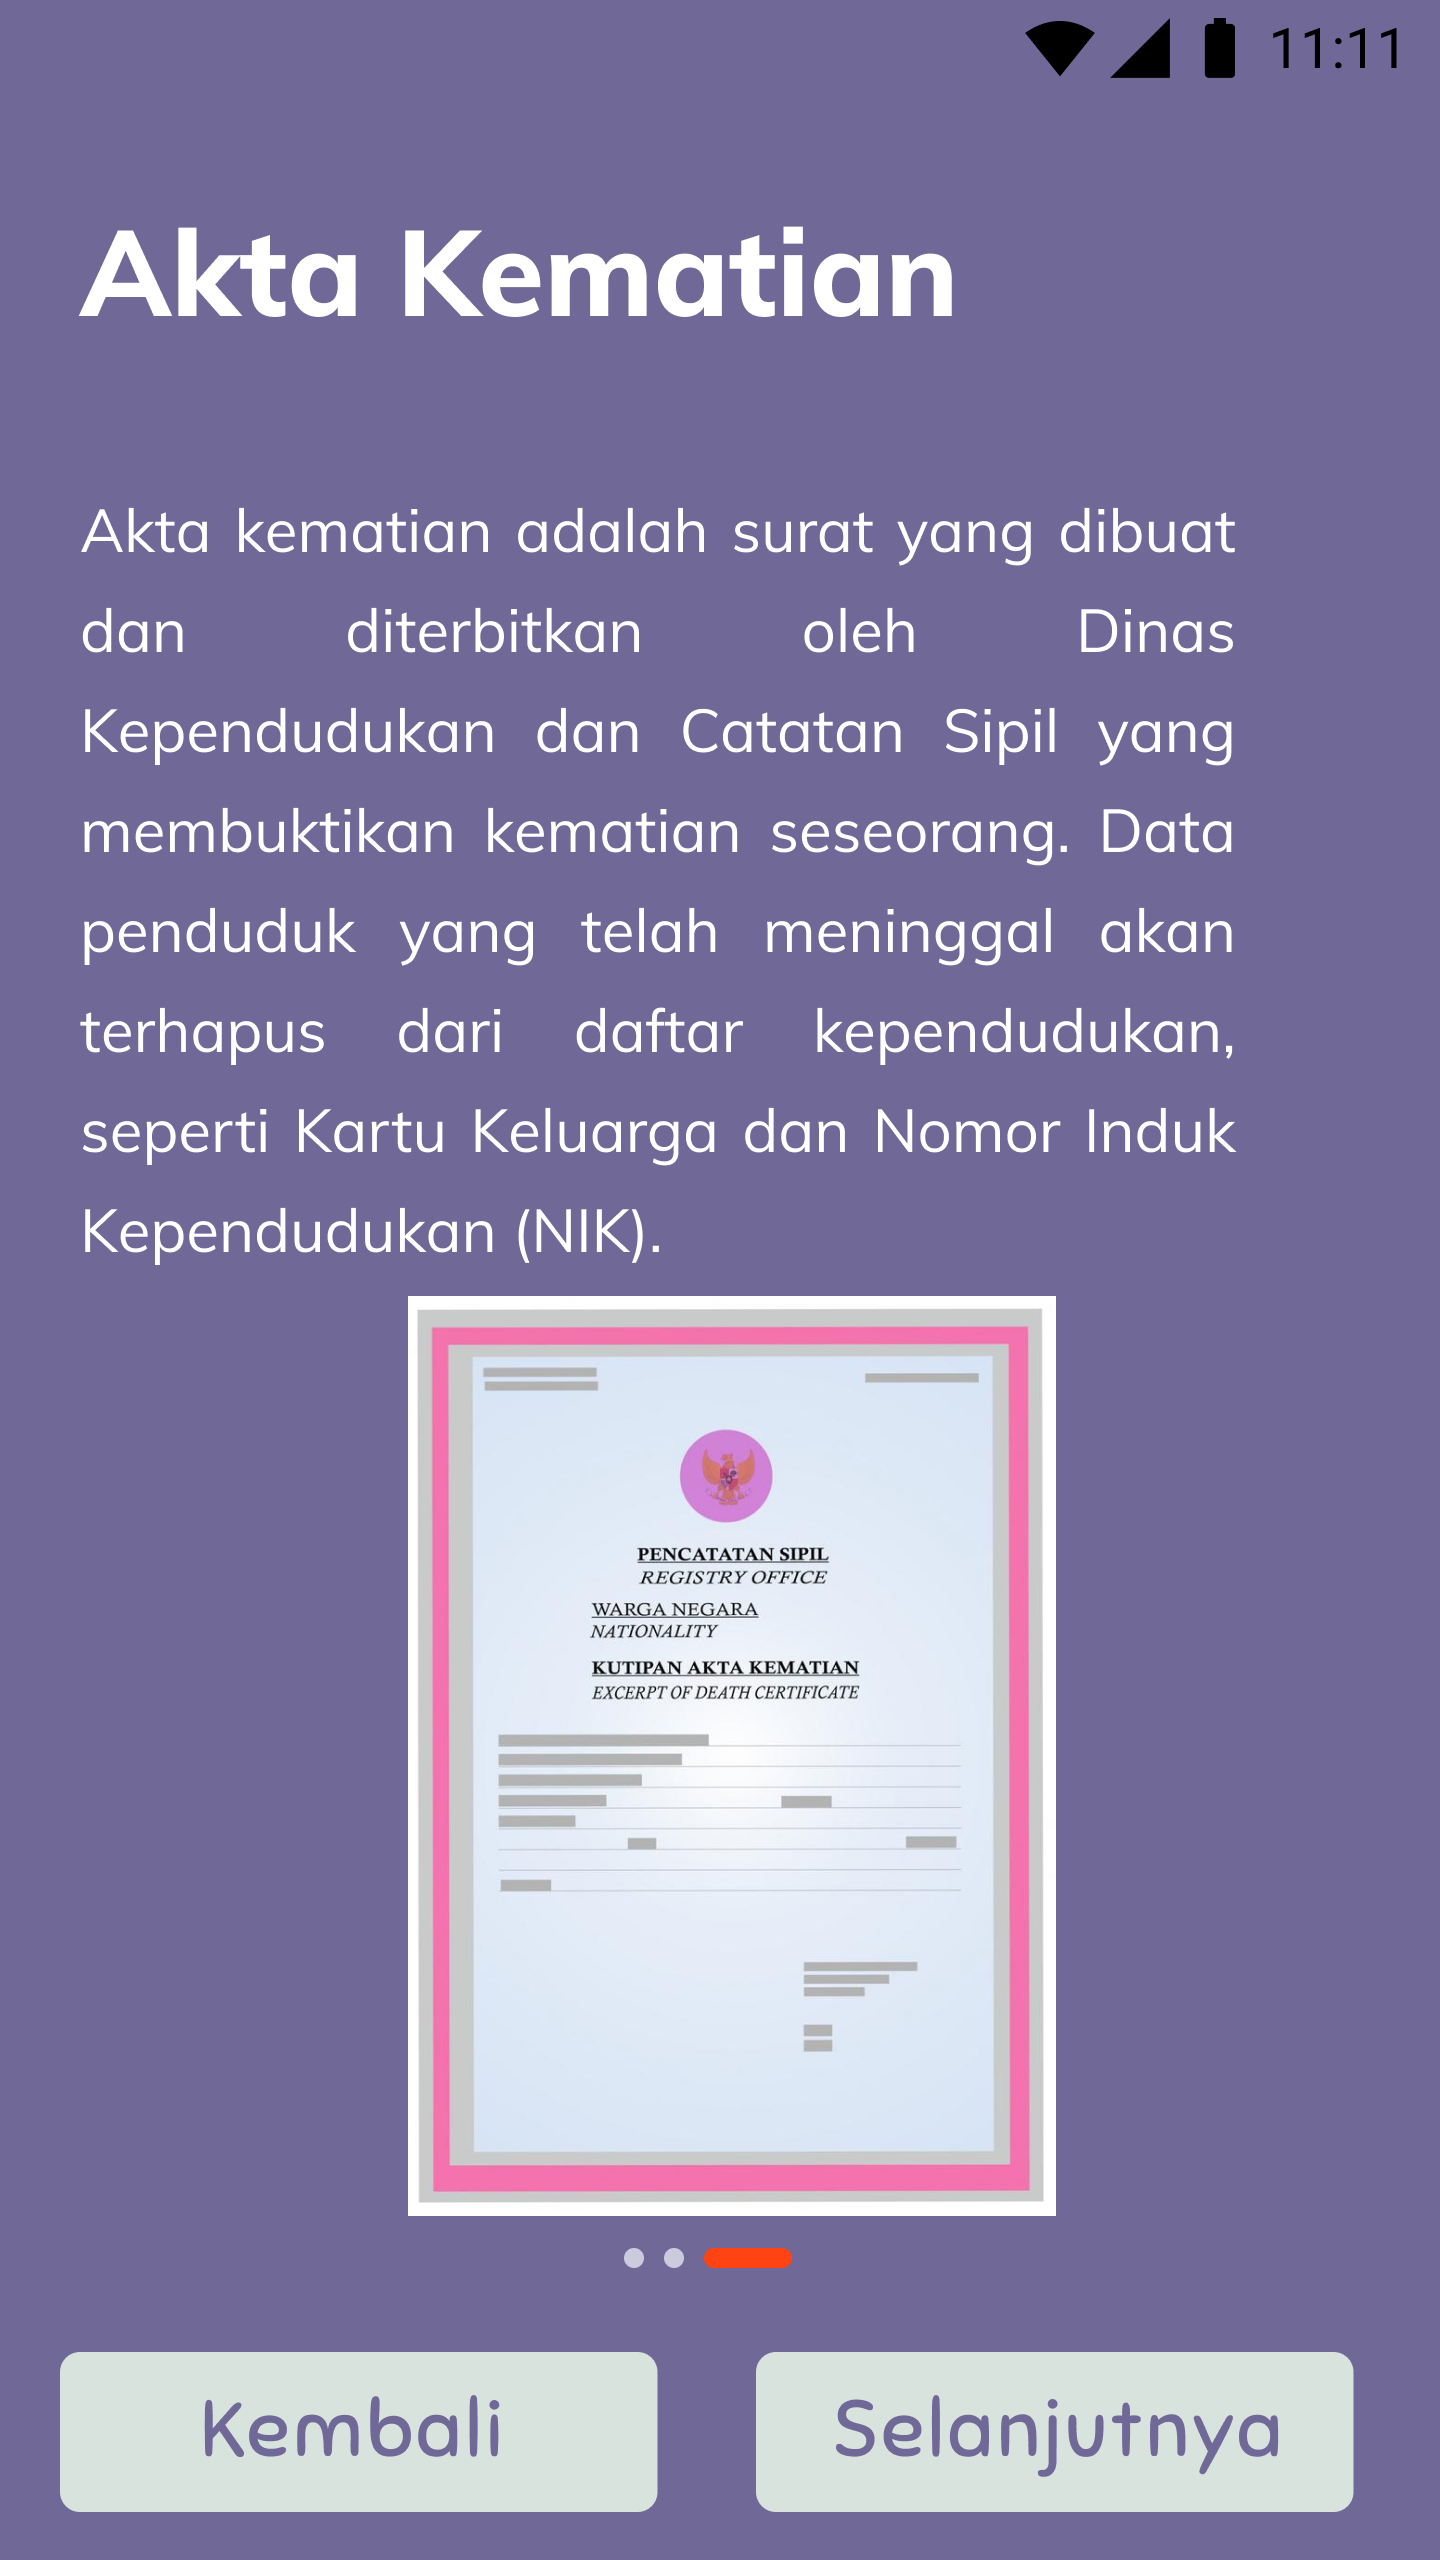 11:11
Akta Kematian
Akta kematian adalah surat yang dibuat
dan diterbitkan oleh Dinas
Kependudukan dan Catatan Sipil yang
membuktikan kematian seseorang. Data
penduduk yang telah meninggal akan
terhapus dari daftar kependudukan,
seperti Kartu Keluarga dan Nomor Induk
Kependudukan (NIK).
PENCATATAN SIPIL
REGISTRY OFFICE
WARGA NEGARA
NATIONALITY
KUTIPAN AKTA KEMATIAN
EXCERPT OF DEATH CERTIFICATE
Kembali
Selanjutnya